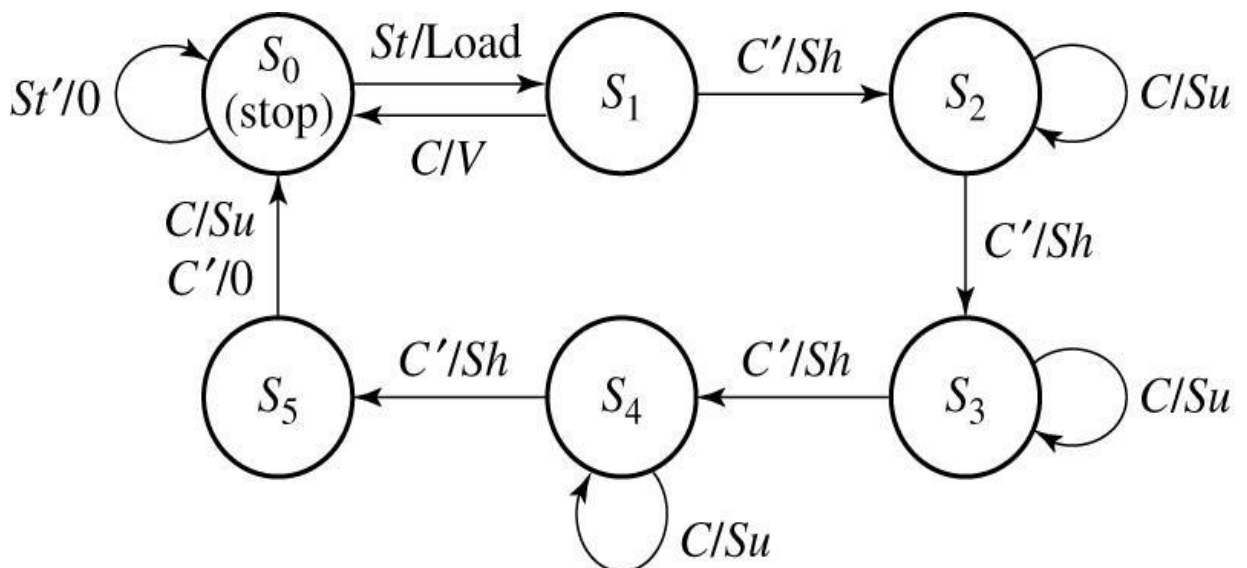 St'/0
S0
(stop)
St/Load
C/V
S1
C'/Sh
S2
C/Su
C'/Sh
S3
C/Su
C'/Sh
S4
C/Su
C'/Sh
S5
C/Su
C'/0